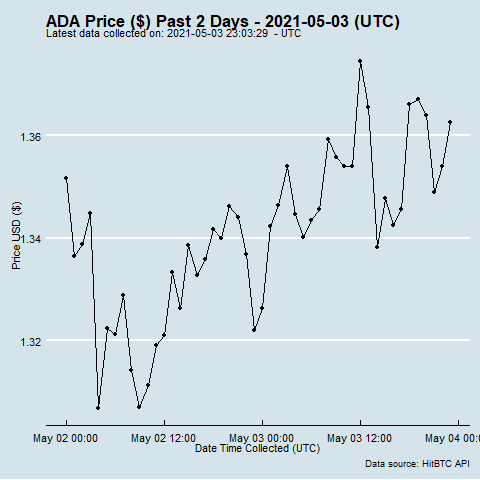 ADA Price ($) Past 2 Days - 2021-05-03 (UTC)
Latest data collected on: 2021-05-03 23:03:29 - UTC
Price USD ($)
1.36
1.34
1.32
May 02 00:00 May 02 12:00 May 03 00:00 May 03 12:00 May 04 00:
Date Time Collected (UTC)
Data source: HitBTC API